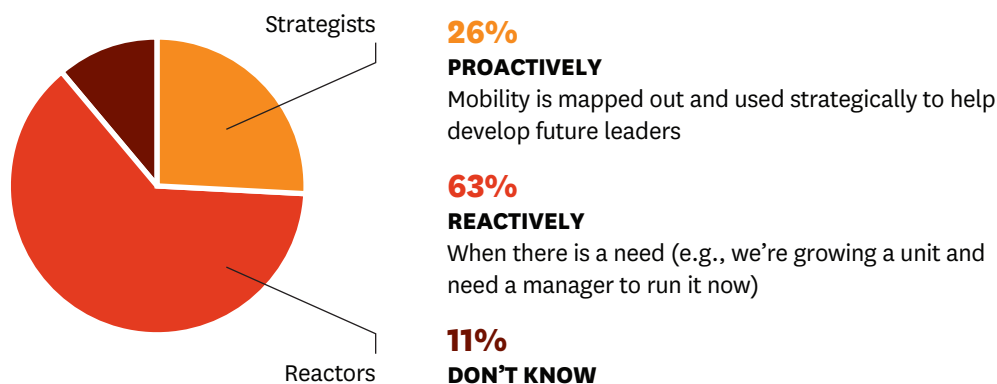 Strategists
Reactors
26%
PROACTIVELY
Mobility is mapped out and used strategically to help
develop future leaders
63%
REACTIVELY
When there is a need (e.g., we’re growing a unit and
need a manager to run it now)
11%
DON’T KNOW